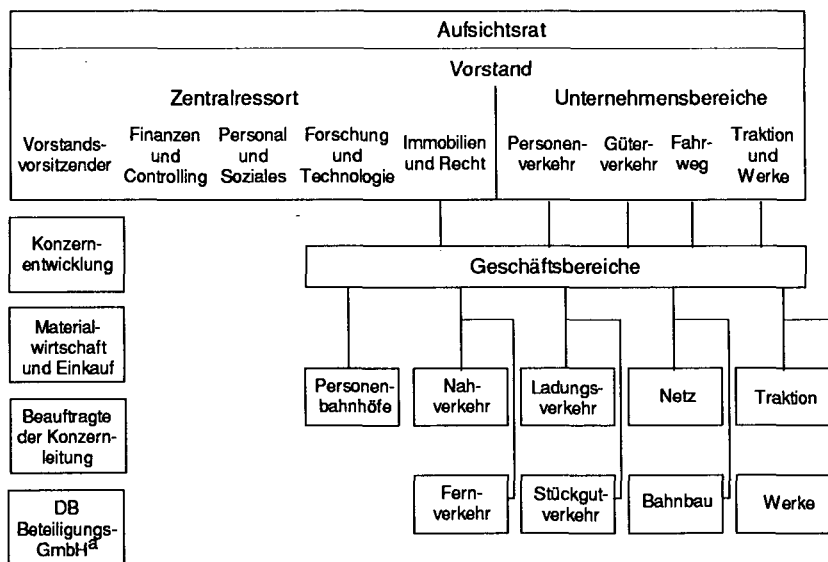 Aufsichtsrat
Vorstand
Zentralressort
Unternehmensbereiche
Vorstands-
vorsitzender
Finanzen
und
Controlling
Personal
und
Soziales
Forschung
und
Technologie
Immobilien
und Recht
Personen-
verkehr
Güter-
verkehr
Fahr-
weg
Traktion
und
Werke
Konzern-
entwicklung
Geschäftsbereiche
Material-
wirtschaft
und Einkauf
Personen-
bahnhöfe
Nah-
verkehr
Ladungs-
verkehr
Netz
Traktion
Beauftragte
der Konzern-
leitung
DB
Beteiligungs-
GmbHa
Fern-
verkehr
Stückgut-
verkehr
Bahnbau
Werke